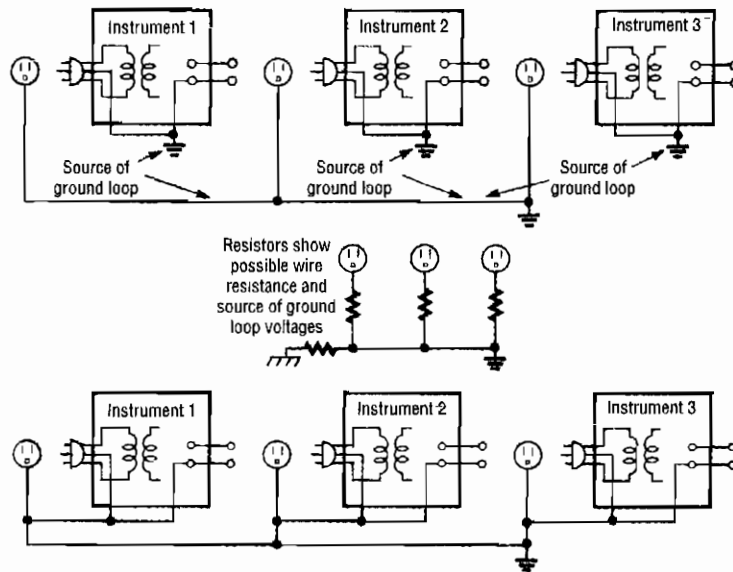 Instrument 1
Instrument 2
Instrument 3
Source of
ground loop
Source of
ground loop
Source of
ground loop
Resistors show
possible wire
resistance and
source of ground
loop voltages
Instrument 1
Instrument 2
Instrument 3